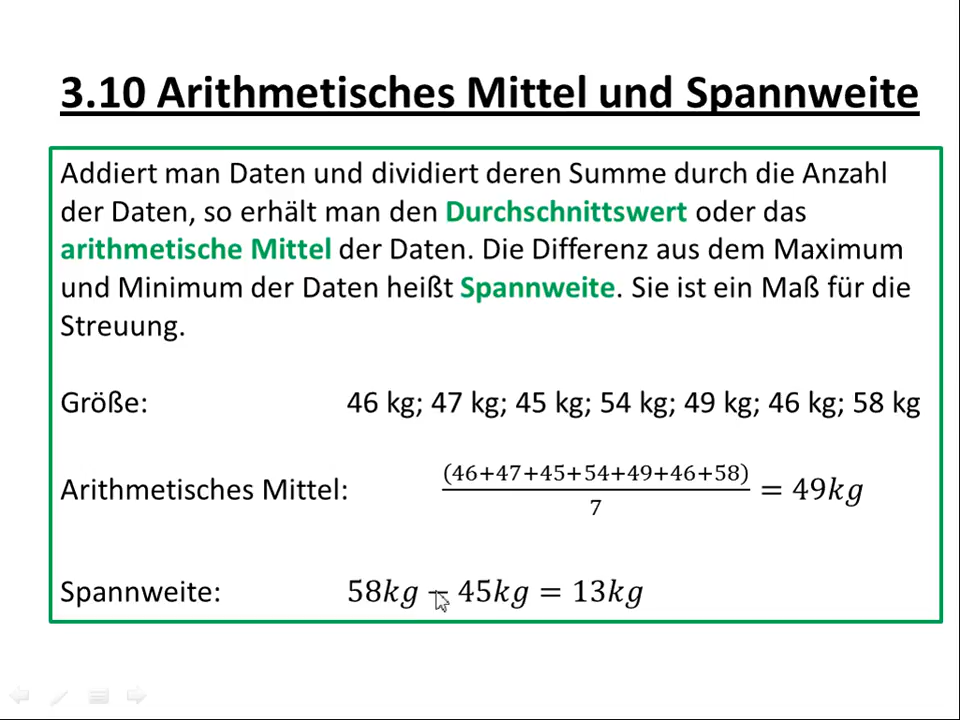 3.10 Arithmetisches Mittel und Spannweite
Addiert man Daten und dividiert deren Summe durch die Anzahl
der Daten, so erhält man den Durchschnittswert oder das
arithmetische Mittel der Daten. Die Differenz aus dem Maximum
und Minimum der Daten heißt Spannweite. Sie ist ein Maß für die
Streuung.
Größe: 46 kg; 47 kg; 45 kg; 54 kg; 49 kg; 46 kg; 58 kg
Arithmetisches Mittel: (46+47+45+54+49+46+58)/7 = 49kg
Spannweite: 58kg − 45kg = 13kg